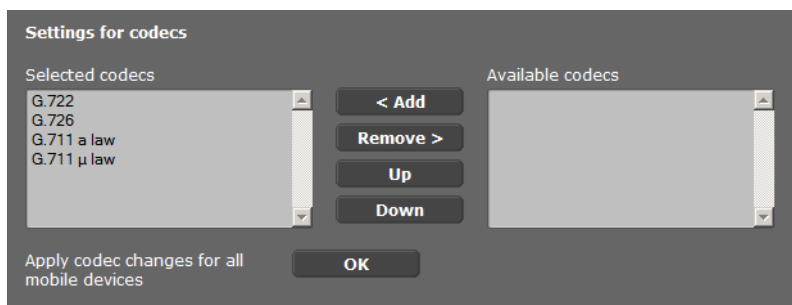 Settings for codecs
Selected codecs
G.722
G.726
G.711 a law
G.711 µ law
< Add
Remove >
Up
Down
Available codecs
Apply codec changes for all
mobile devices
OK